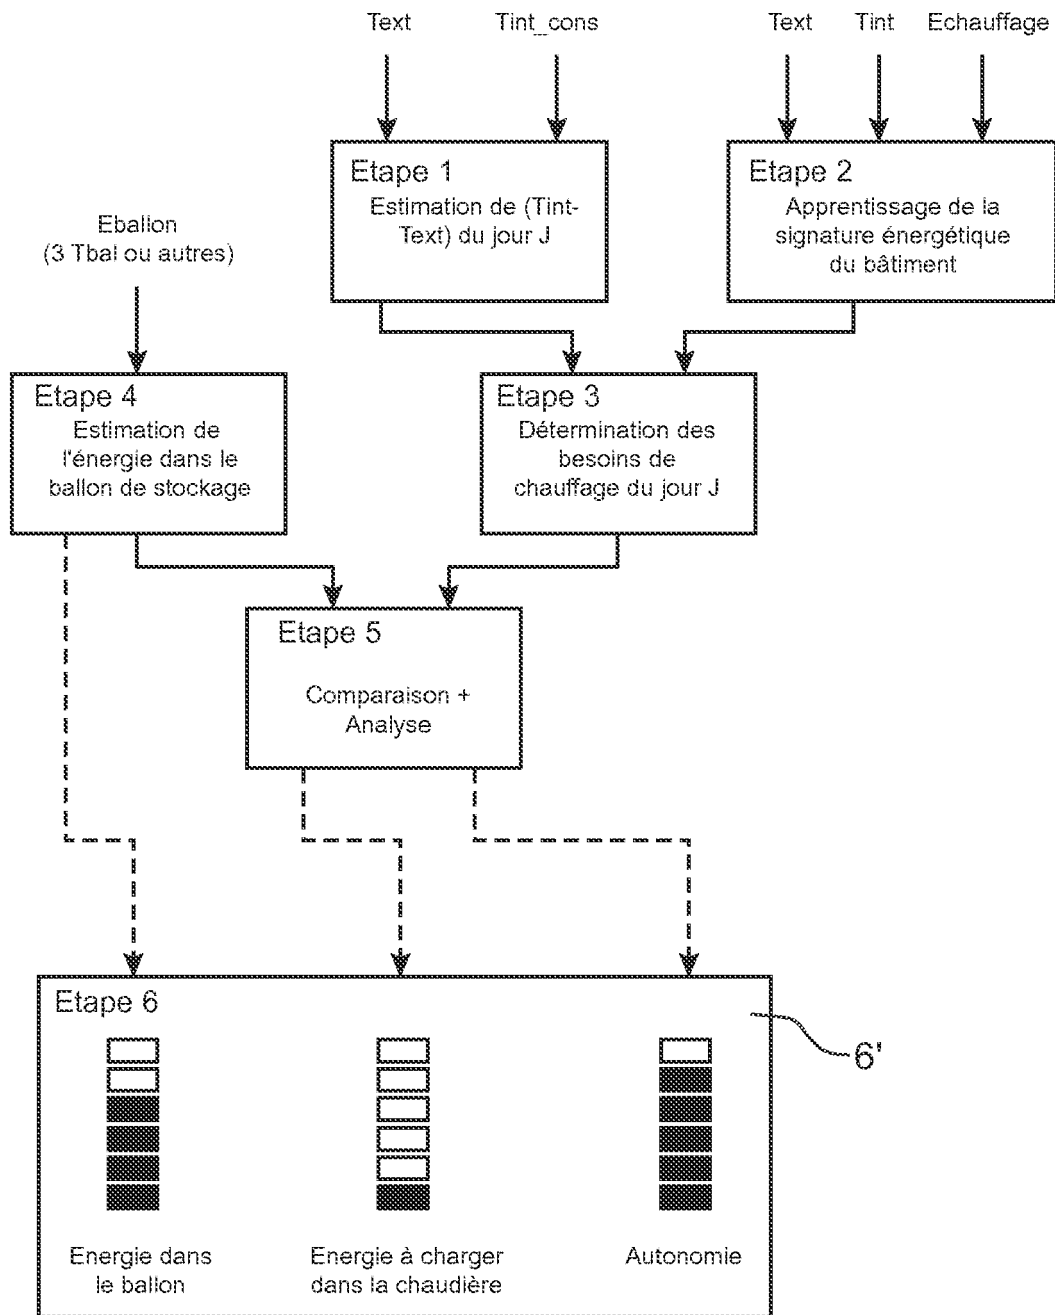 Text
Tint_cons
Text
Tint
Echauffage
Etape 1
Estimation de (Tint-
Text) du jour J
Etape 2
Apprentissage de la
signature énergétique
du bâtiment
Eballon
(3 Tbal ou autres)
Etape 4
Estimation de
l'énergie dans le
ballon de stockage
Etape 3
Détermination des
besoins de
chauffage du jour J
Etape 5
Comparaison +
Analyse
Etape 6
6'
Energie dans
le ballon
Energie à charger
dans la chaudière
Autonomie